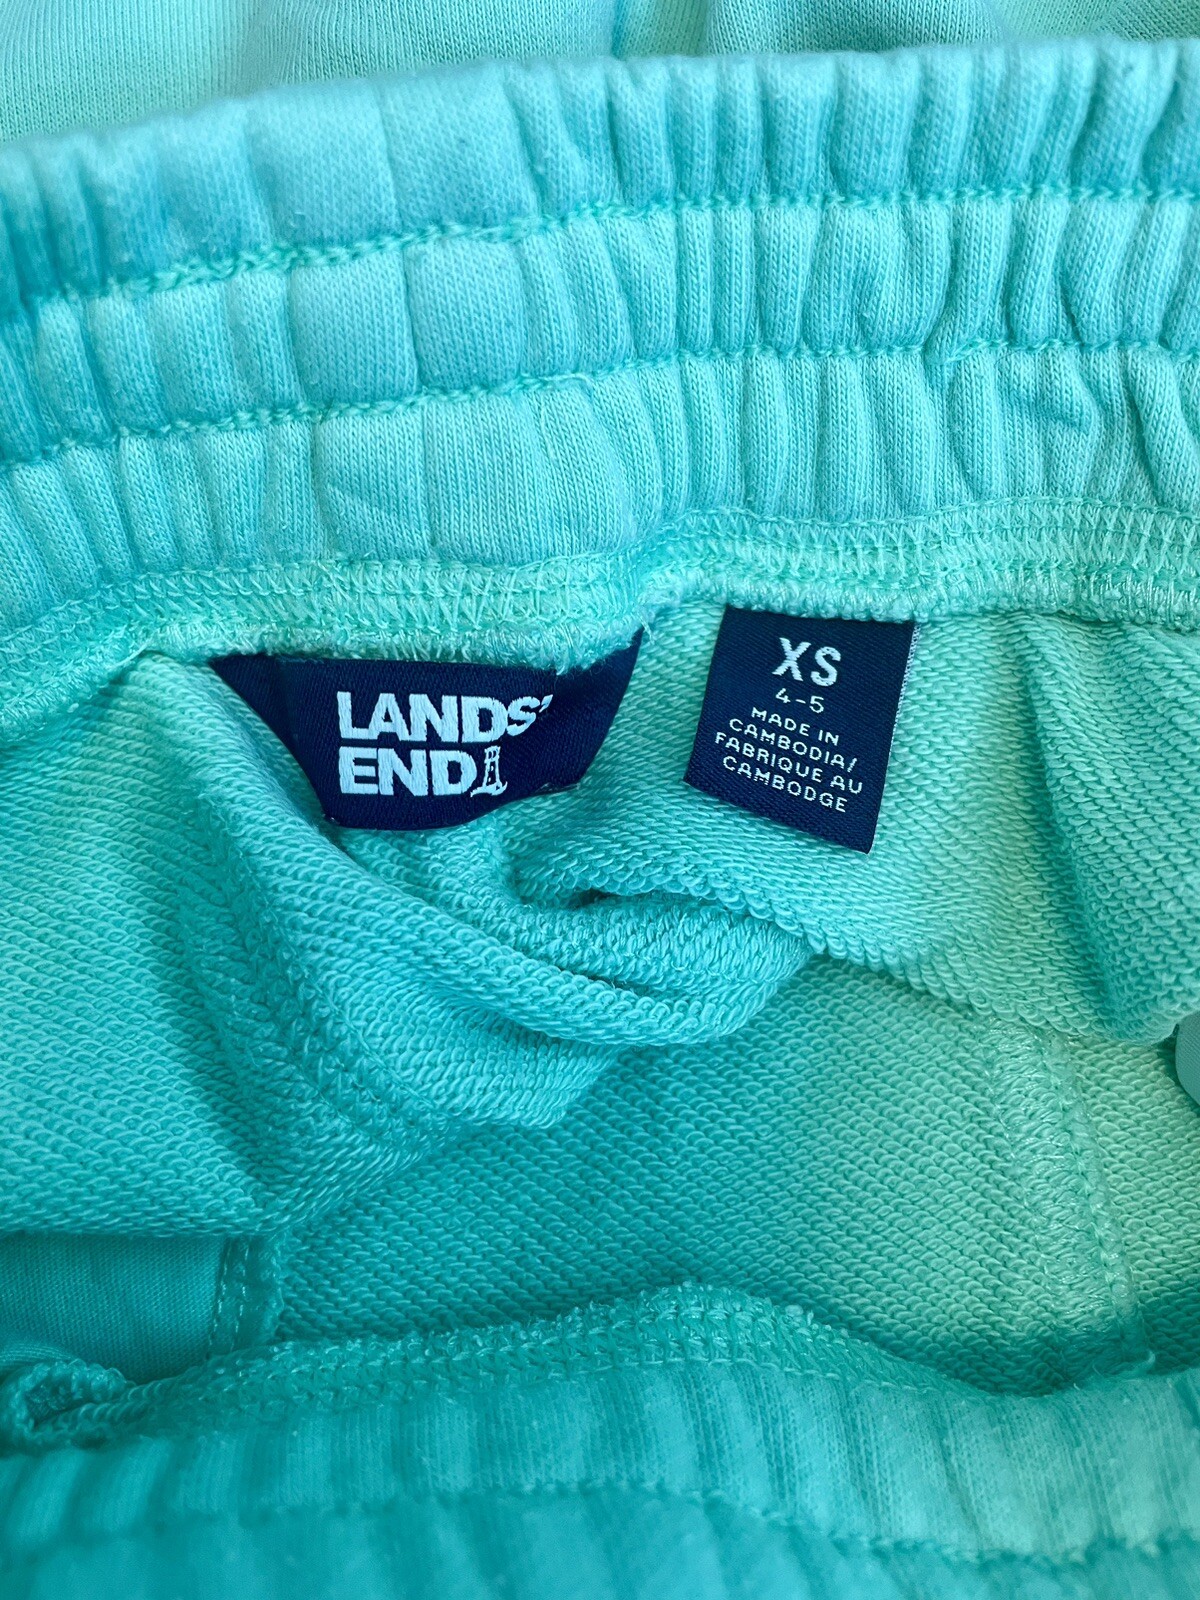 LANDS'
END
XS
4-5
MADE IN
CAMBODIA/
FABRIQUE AU
CAMBODGE